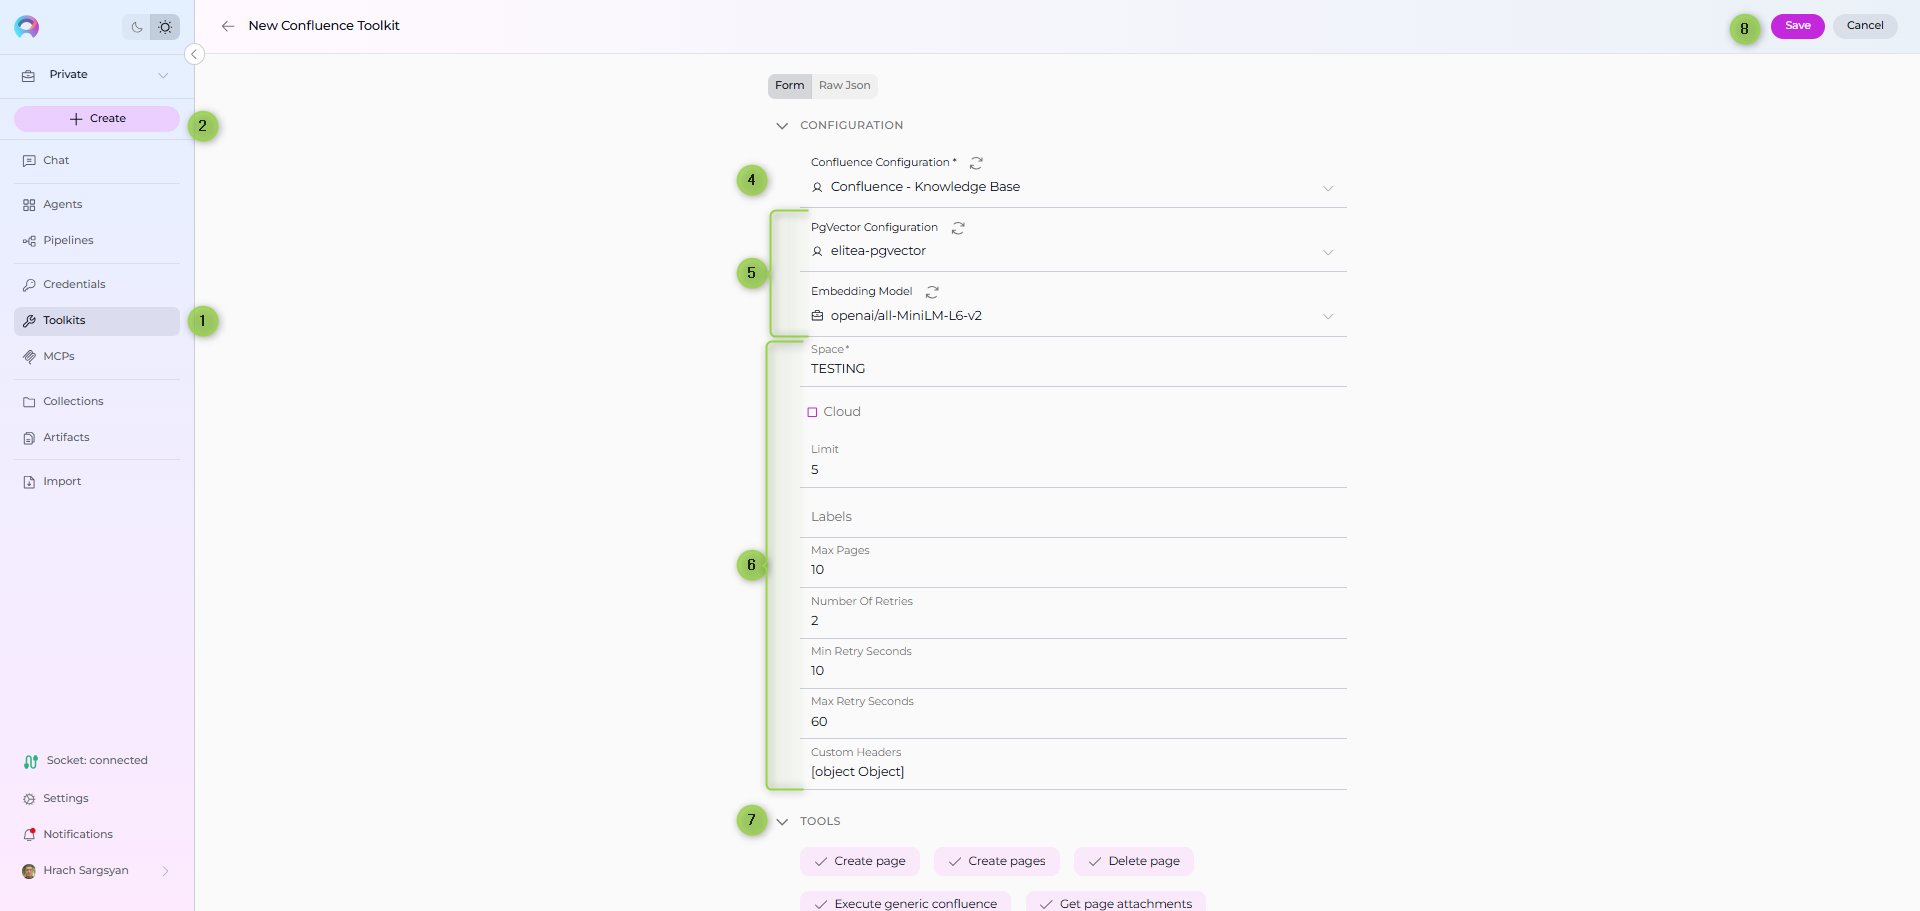 New Confluence Toolkit
8
Save
Cancel
Private
Create
2
Chat
Agents
Pipelines
Credentials
Toolkits
1
MCPs
Collections
Artifacts
Import
Socket: connected
Settings
Notifications
Hrach Sargsyan
Form
Raw Json
CONFIGURATION
4
Confluence Configuration *
Confluence - Knowledge Base
5
PgVector Configuration
elitea-pgvector
Embedding Model
openai/all-MiniLM-L6-v2
6
Space *
TESTING
Cloud
Limit
5
Labels
Max Pages
10
Number Of Retries
2
Min Retry Seconds
10
Max Retry Seconds
60
Custom Headers
[object Object]
7
TOOLS
Create page
Create pages
Delete page
Execute generic confluence
Get page attachments